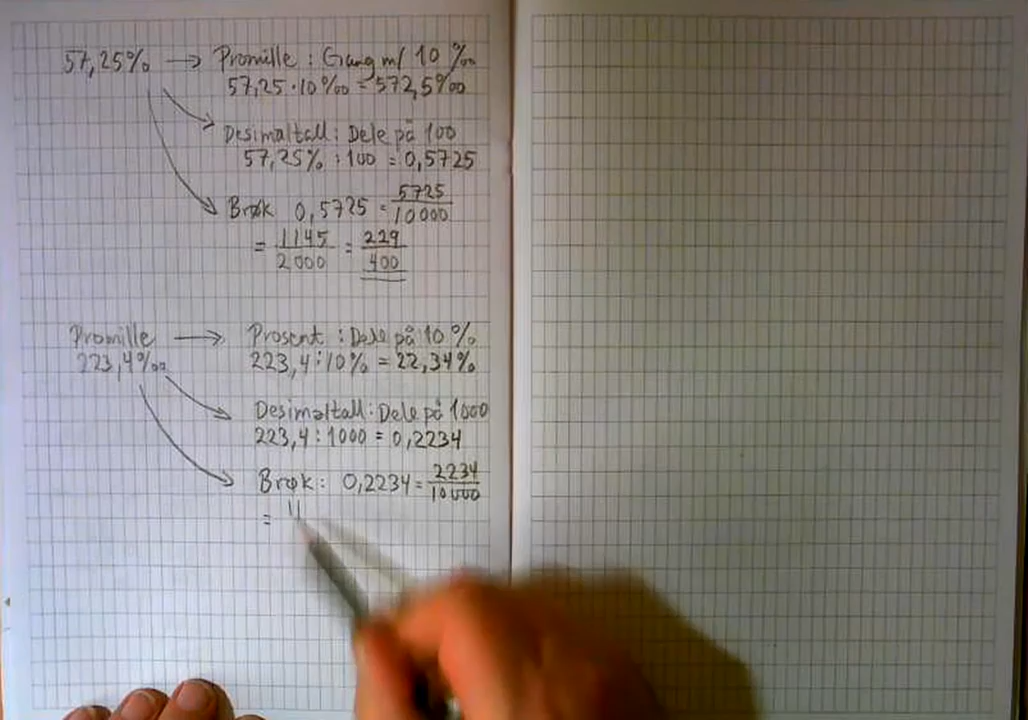 57,25% → Promille : Gang m/ 10 ‰
57,25 · 10 ‰ = 572,5‰
Desimaltall: Dele på 100
57,25% : 100 = 0,5725
Brøk 0,5725 = 5725/10000
= 1145/2000 = 229/400
Promille → Prosent : Dele på 10 %
223,4‰ 223,4 : 10% = 22,34%
Desimaltall: Dele på 1000
223,4 : 1000 = 0,2234
Brøk: 0,2234 = 2234/10000
= 11